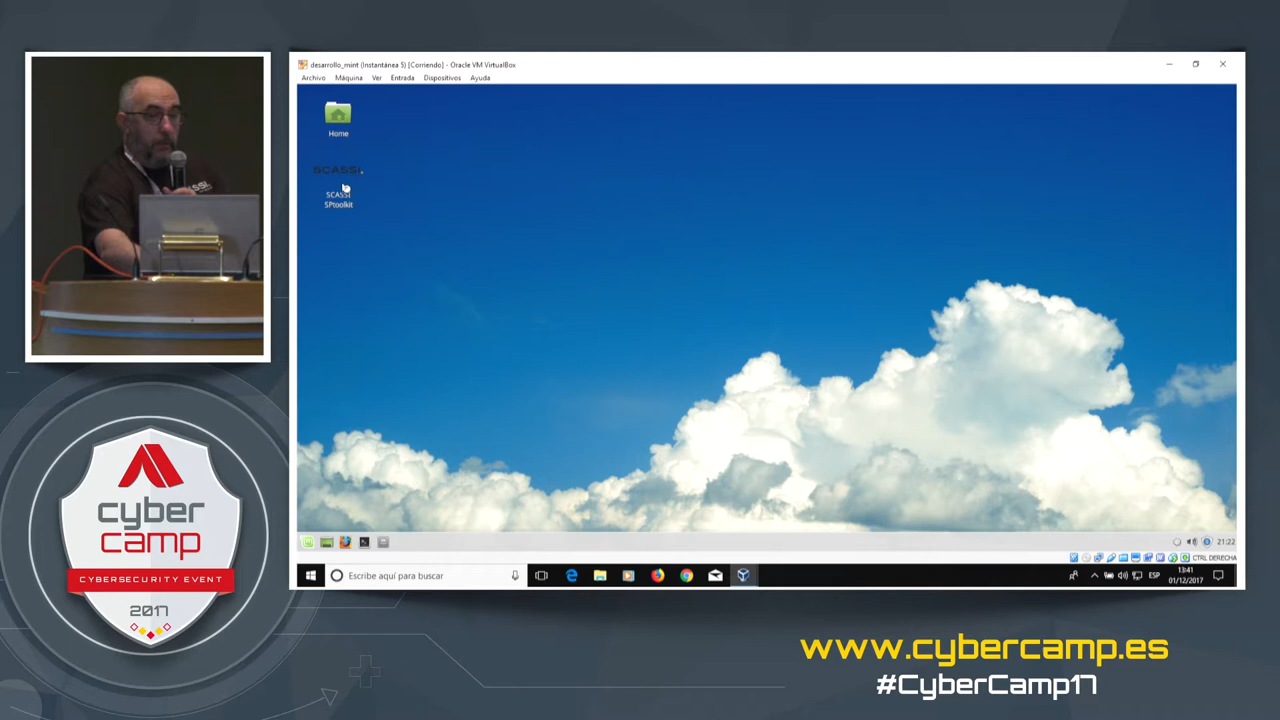 desarrollo_mint (Instantánea 5) [Corriendo] - Oracle VM VirtualBox
Archivo Máquina Ver Entrada Dispositivos Ayuda
Home
SCASSI
SCASSI
SPtoolkit
21:22
CTRL DERECHA
Escribe aquí para buscar
ESP
13:41
01/12/2017
cyber
camp
CYBERSECURITY EVENT
2017
www.cybercamp.es
#CyberCamp17